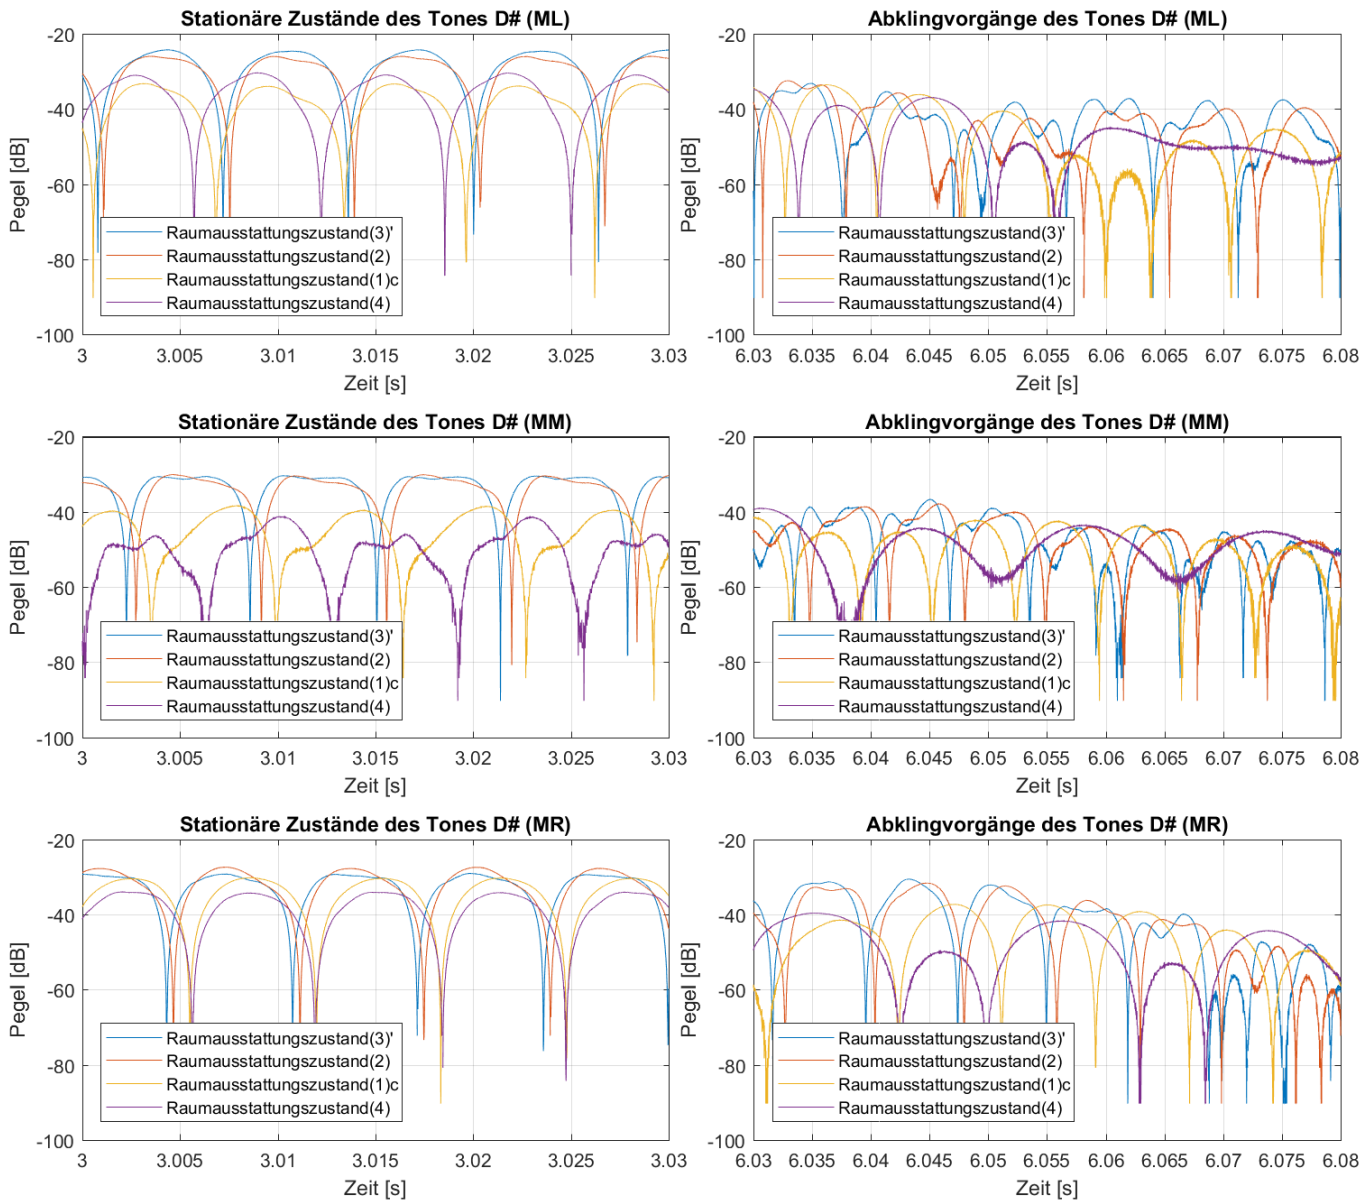 Stationäre Zustände des Tones D# (ML)
Pegel [dB]
-20
-40
-60
-80
-100
Raumausstattungszustand(3)'
Raumausstattungszustand(2)
Raumausstattungszustand(1)c
Raumausstattungszustand(4)
3 3.005 3.01 3.015 3.02 3.025 3.03
Zeit [s]
Abklingvorgänge des Tones D# (ML)
Pegel [dB]
-20
-40
-60
-80
-100
Raumausstattungszustand(3)'
Raumausstattungszustand(2)
Raumausstattungszustand(1)c
Raumausstattungszustand(4)
6.03 6.035 6.04 6.045 6.05 6.055 6.06 6.065 6.07 6.075 6.08
Zeit [s]
Stationäre Zustände des Tones D# (MM)
Pegel [dB]
-20
-40
-60
-80
-100
Raumausstattungszustand(3)'
Raumausstattungszustand(2)
Raumausstattungszustand(1)c
Raumausstattungszustand(4)
3 3.005 3.01 3.015 3.02 3.025 3.03
Zeit [s]
Abklingvorgänge des Tones D# (MM)
Pegel [dB]
-20
-40
-60
-80
-100
Raumausstattungszustand(3)'
Raumausstattungszustand(2)
Raumausstattungszustand(1)c
Raumausstattungszustand(4)
6.03 6.035 6.04 6.045 6.05 6.055 6.06 6.065 6.07 6.075 6.08
Zeit [s]
Stationäre Zustände des Tones D# (MR)
Pegel [dB]
-20
-40
-60
-80
-100
Raumausstattungszustand(3)'
Raumausstattungszustand(2)
Raumausstattungszustand(1)c
Raumausstattungszustand(4)
3 3.005 3.01 3.015 3.02 3.025 3.03
Zeit [s]
Abklingvorgänge des Tones D# (MR)
Pegel [dB]
-20
-40
-60
-80
-100
Raumausstattungszustand(3)'
Raumausstattungszustand(2)
Raumausstattungszustand(1)c
Raumausstattungszustand(4)
6.03 6.035 6.04 6.045 6.05 6.055 6.06 6.065 6.07 6.075 6.08
Zeit [s]